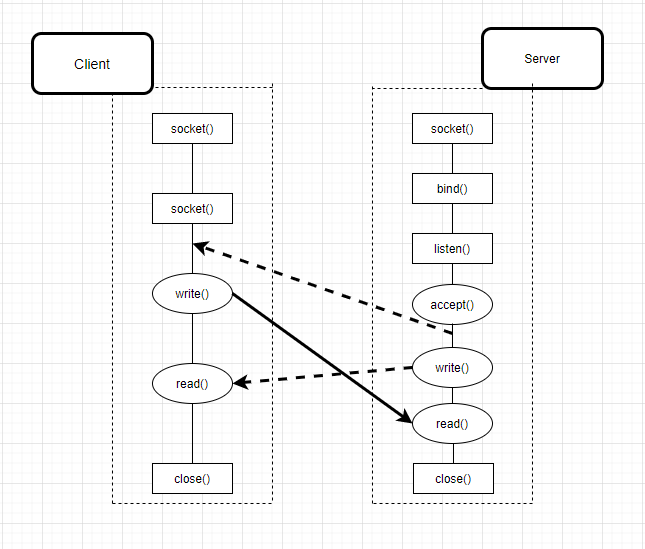 Client
socket()
socket()
write()
read()
close()
Server
socket()
bind()
listen()
accept()
write()
read()
close()